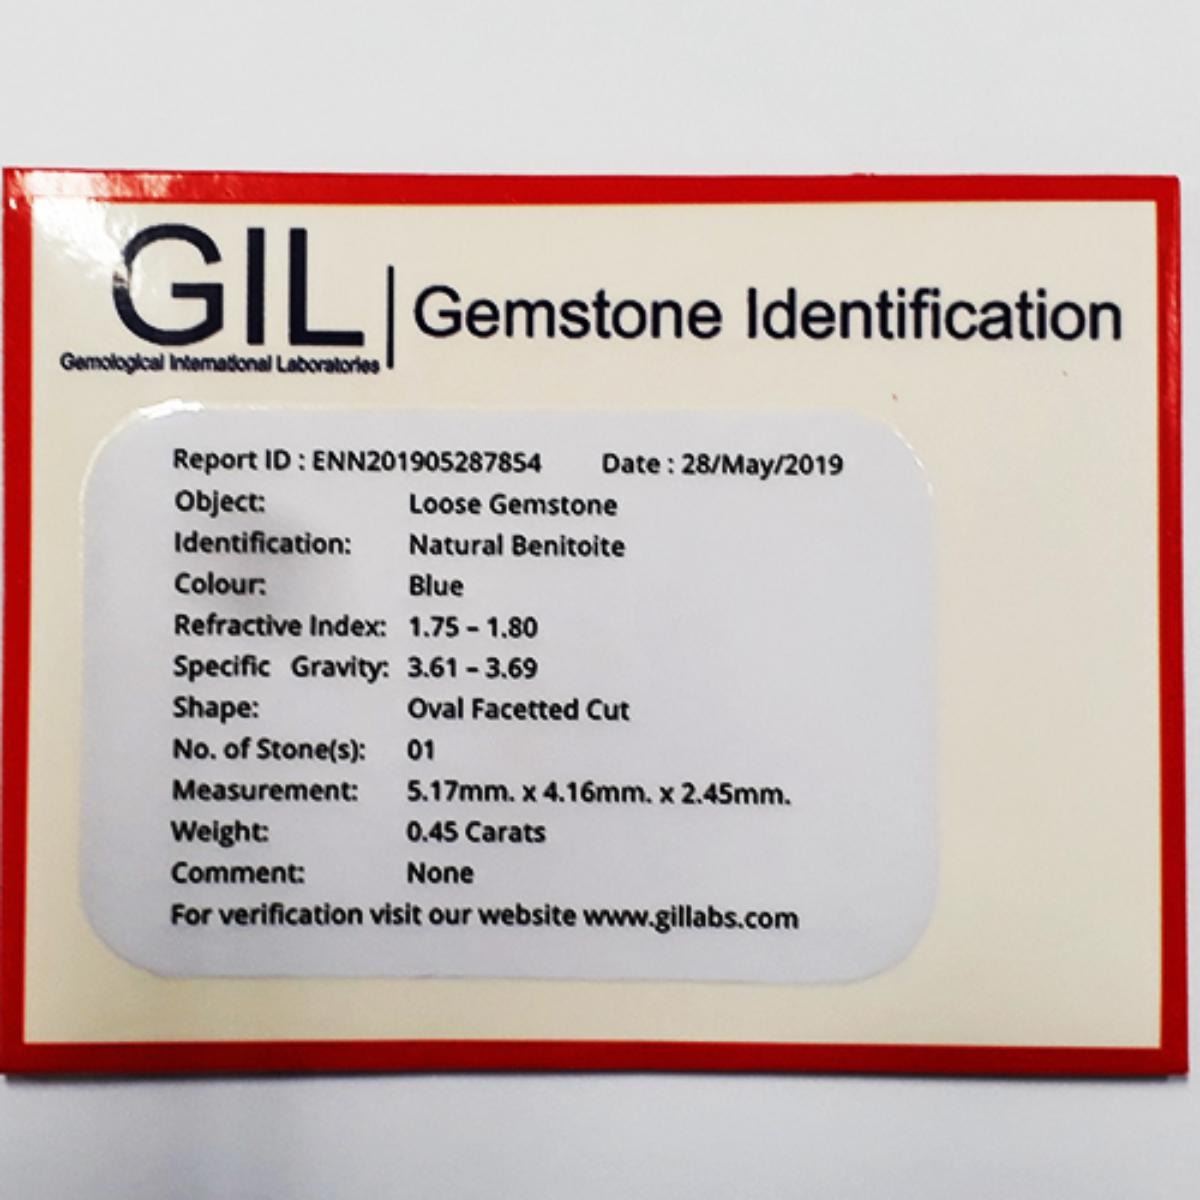 GIL | Gemstone Identification
Gemological International Laboratories
Report ID : ENN201905287854 Date : 28/May/2019
Object: Loose Gemstone
Identification: Natural Benitoite
Colour: Blue
Refractive Index: 1.75 – 1.80
Specific Gravity: 3.61 – 3.69
Shape: Oval Facetted Cut
No. of Stone(s): 01
Measurement: 5.17mm. x 4.16mm. x 2.45mm.
Weight: 0.45 Carats
Comment: None
For verification visit our website www.gillabs.com